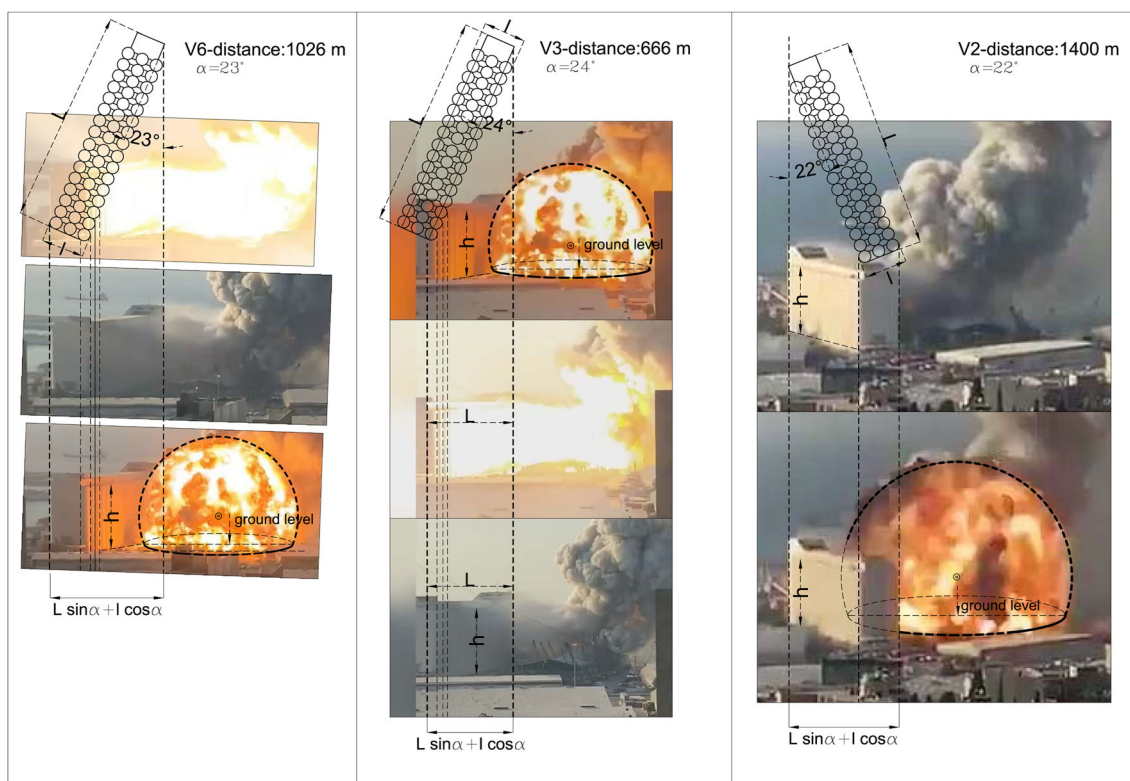 V6-distance:1026 m
α=23°
L
23°
l
h
ground level
L sinα+l cosα
V3-distance:666 m
α=24°
l
L
24°
h
ground level
L
L
h
L sinα+l cosα
V2-distance:1400 m
α=22°
L
22°
l
h
h
ground level
L sinα+l cosα